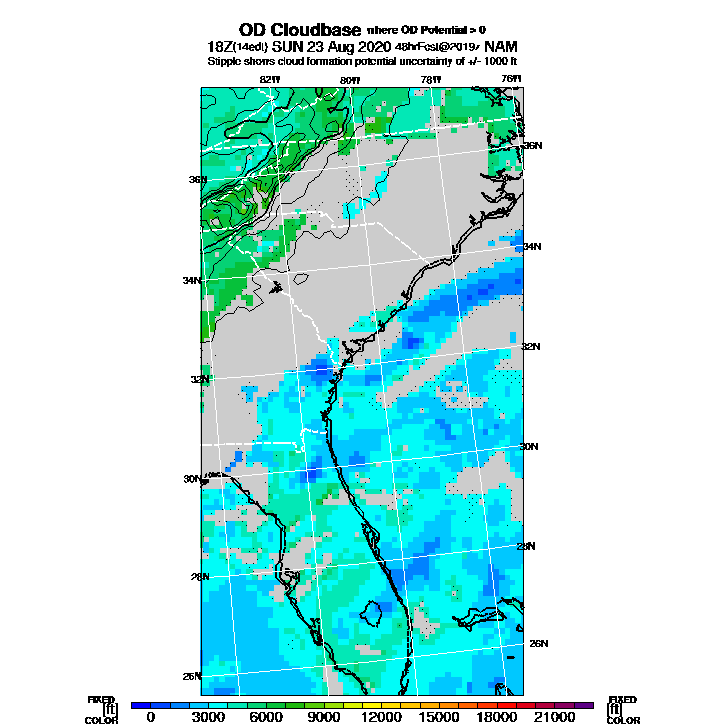 OD Cloudbase where OD Potential > 0
18Z(14edt) SUN 23 Aug 2020 48hrFcst@2019z NAM
Stipple shows cloud formation potential uncertainty of +/- 1000 ft
82W 80W 78W 76W
36N
36N
34N
34N
32N
32N
30N
30N
28N
28N
26N
26N
FIXED
[ft]
COLOR
0 3000 6000 9000 12000 15000 18000 21000
FIXED
[ft]
COLOR